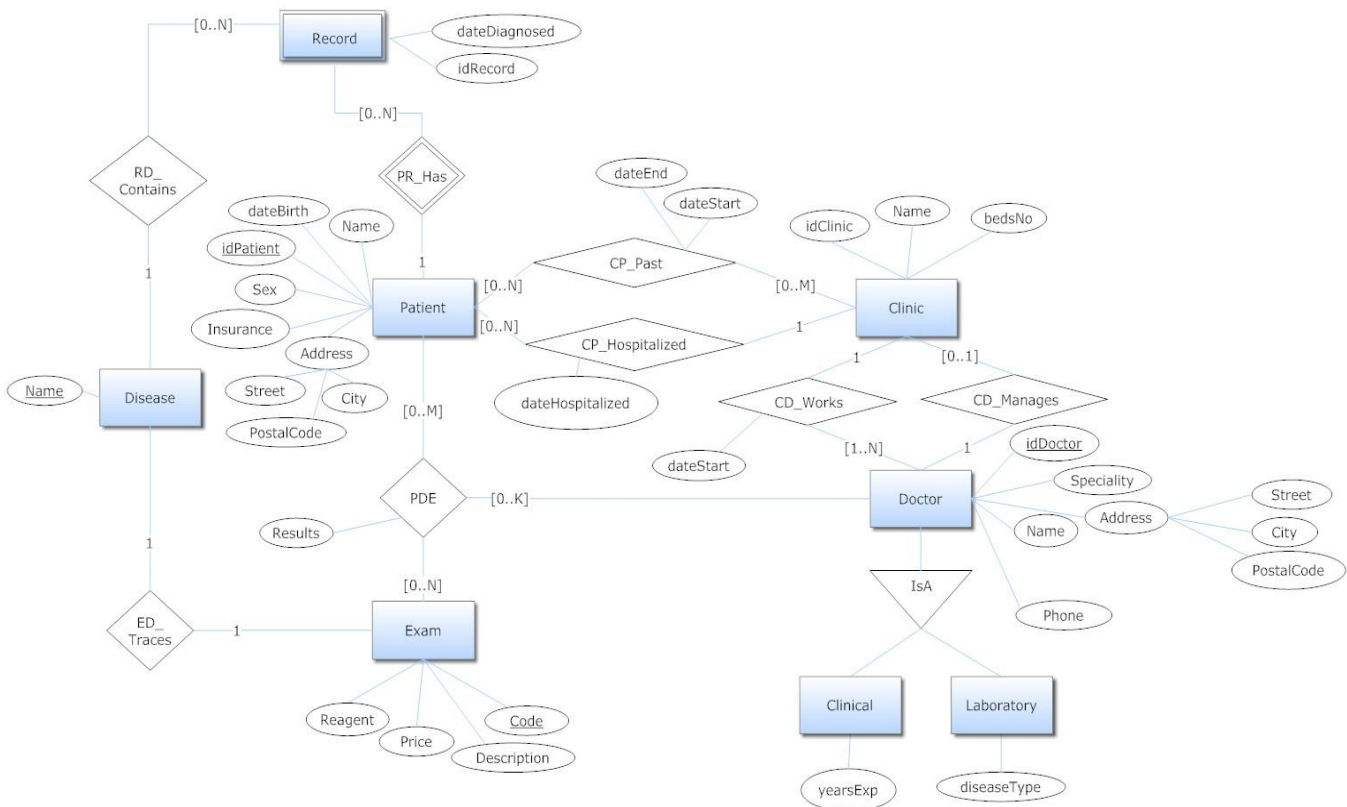 [0..N]
Record
dateDiagnosed
idRecord
[0..N]
RD_
Contains
PR_Has
dateEnd
dateStart
idClinic
Name
bedsNo
dateBirth
Name
idPatient
1
1
CP_Past
[0..N]
[0..M]
Sex
Patient
Clinic
Insurance
[0..N]
1
CP_Hospitalized
Address
1
[0..1]
Street
City
dateHospitalized
PostalCode
Name
Disease
CD_Works
CD_Manages
[0..M]
dateStart
[1..N]
1
idDoctor
PDE
[0..K]
Doctor
Speciality
Street
Address
Name
City
PostalCode
Results
1
[0..N]
IsA
Phone
ED_
Traces
1
Exam
Clinical
Laboratory
Reagent
Price
Code
Description
yearsExp
diseaseType